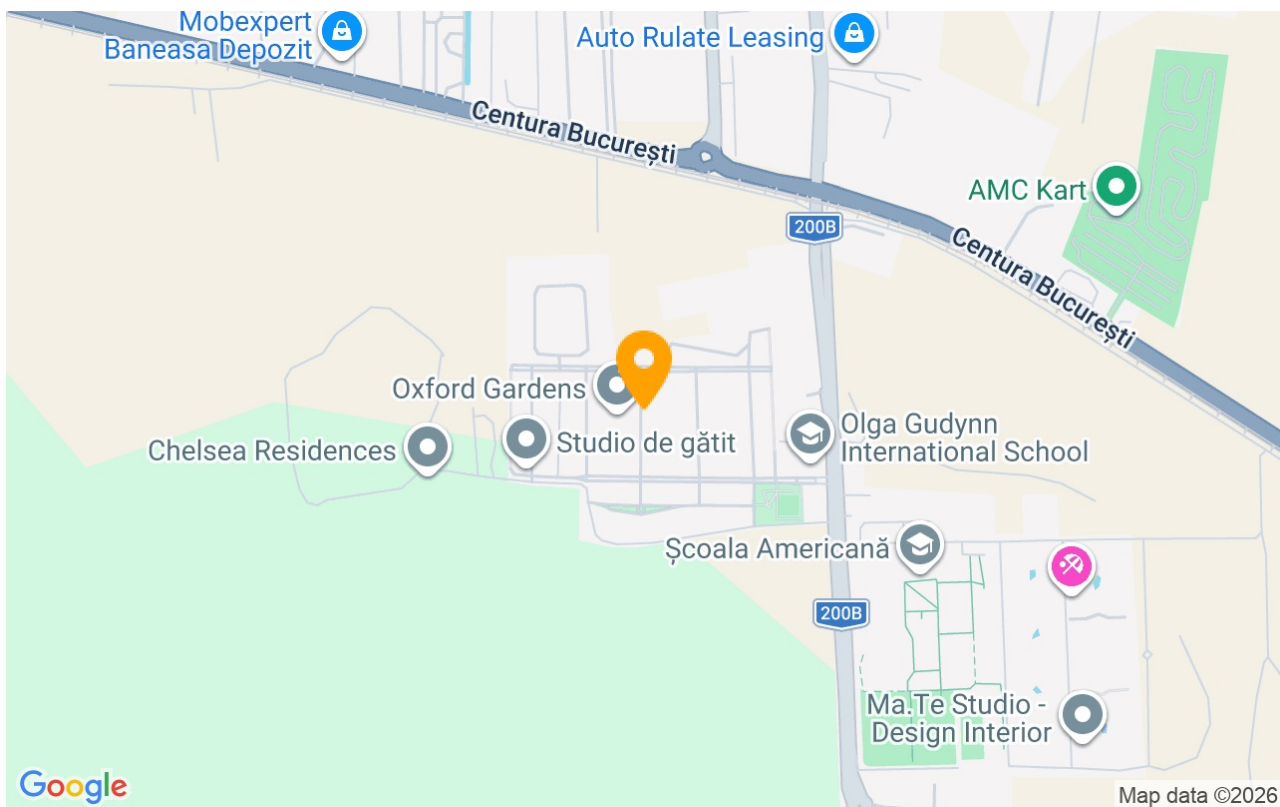 Mobexpert
Baneasa Depozit
Auto Rulate Leasing
Centura București
AMC Kart
200B
Centura București
Oxford Gardens
Chelsea Residences
Studio de gătit
Olga Gudynn
International School
Școala Americană
200B
Ma.Te Studio -
Design Interior
Google
Map data ©2026